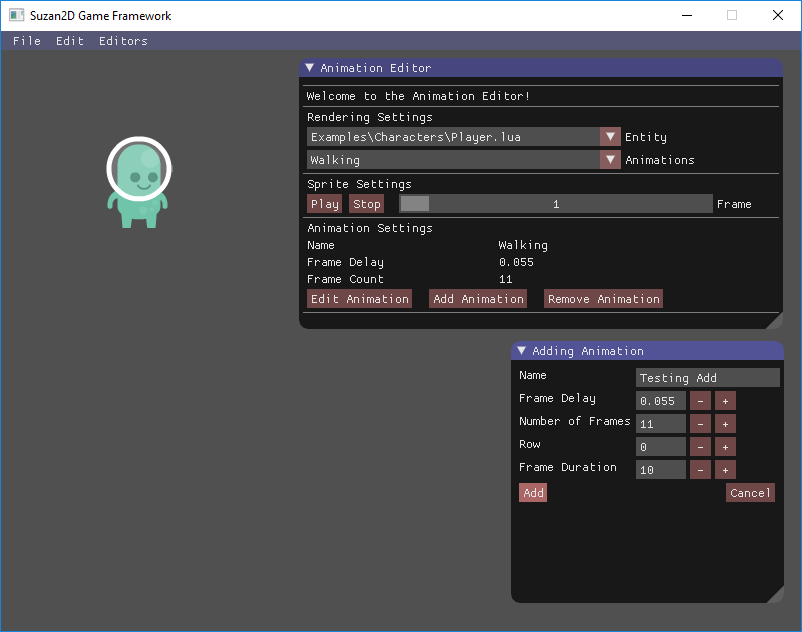 Suzan2D Game Framework
File Edit Editors
Animation Editor
Welcome to the Animation Editor!
Rendering Settings
Examples\Characters\Player.lua Entity
Walking Animations
Sprite Settings
Play Stop 1 Frame
Animation Settings
Name Walking
Frame Delay 0.055
Frame Count 11
Edit Animation Add Animation Remove Animation
Adding Animation
Name Testing Add
Frame Delay 0.055 - +
Number of Frames 11 - +
Row 0 - +
Frame Duration 10 - +
Add Cancel